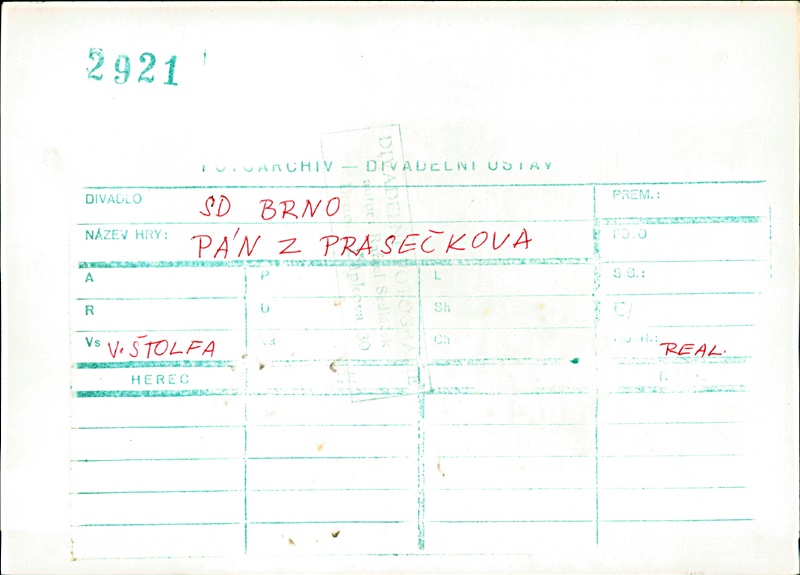 2921
FOTOARCHIV — DIVADELNÍ ÚSTAV
DIVADLO SD BRNO PREM.:
NÁZEV HRY: PÁN Z PRASEČKOVA
A P L S.G.:
R D Sh Č/
Vs V. ŠTOLFA Ch REAL.
HEREC